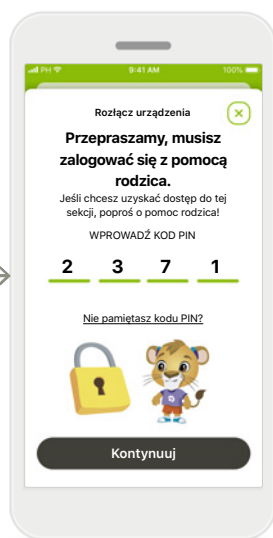 PH 9:41 AM 100%
Rozłącz urządzenia
Przepraszamy, musisz
zalogować się z pomocą
rodzica.
Jeśli chcesz uzyskać dostęp do tej
sekcji, poproś o pomoc rodzica!
WPROWADŹ KOD PIN
2 3 7 1
Nie pamiętasz kodu PIN?
Kontynuuj